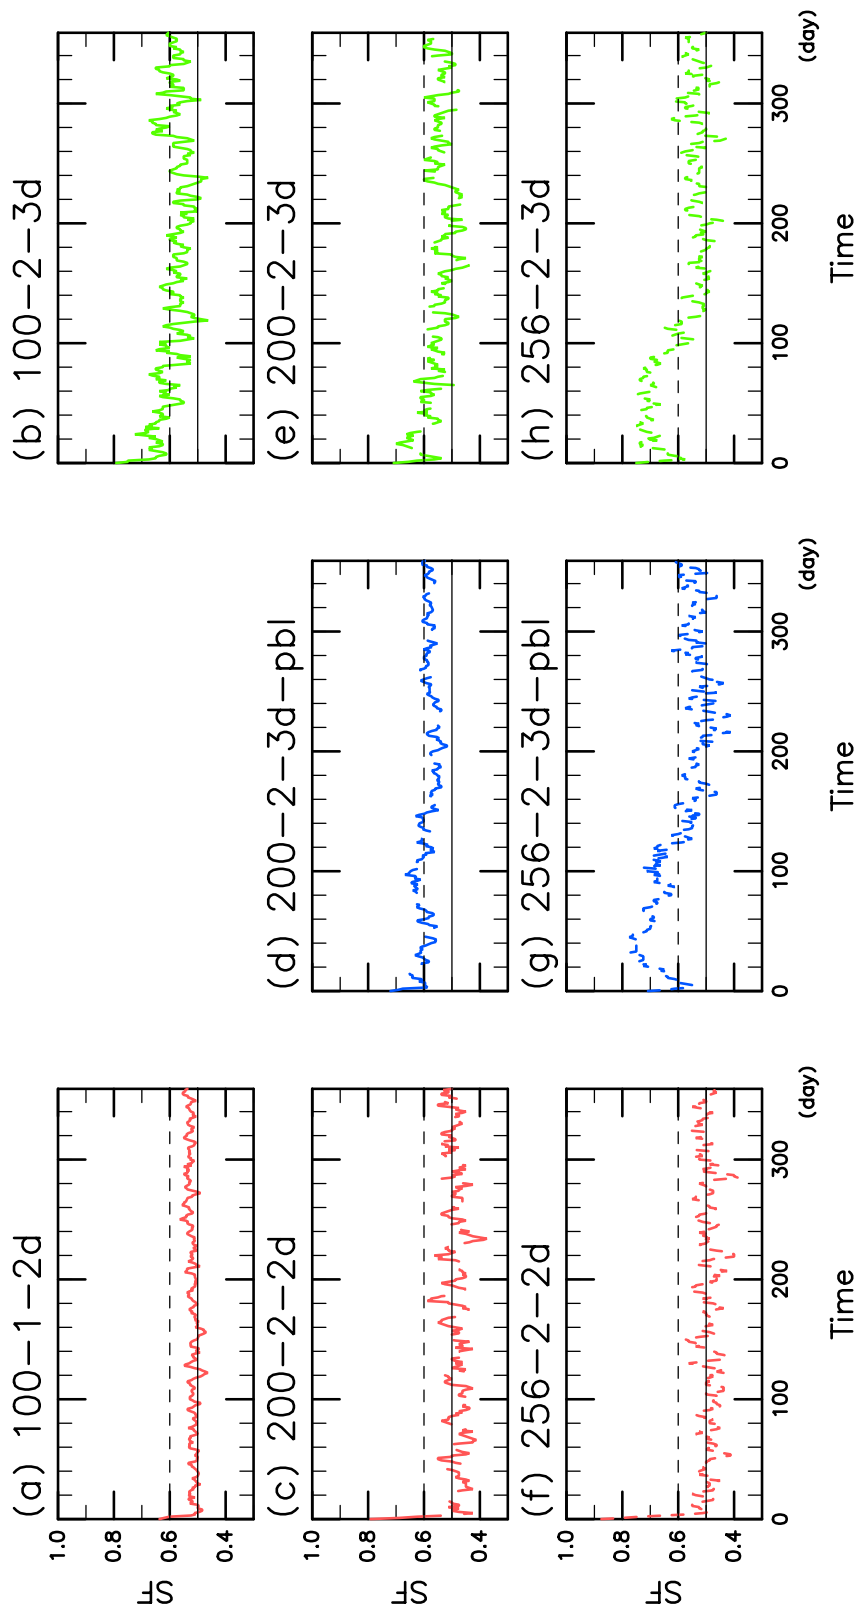 (a) 100-1-2d
(b) 100-2-3d
SF
1.0
0.8
0.6
0.4
(c) 200-2-2d
(d) 200-2-3d-pbl
(e) 200-2-3d
SF
1.0
0.8
0.6
0.4
(f) 256-2-2d
(g) 256-2-3d-pbl
(h) 256-2-3d
SF
1.0
0.8
0.6
0.4
0 100 200 300 (day)
0 100 200 300 (day)
0 100 200 300 (day)
Time
Time
Time